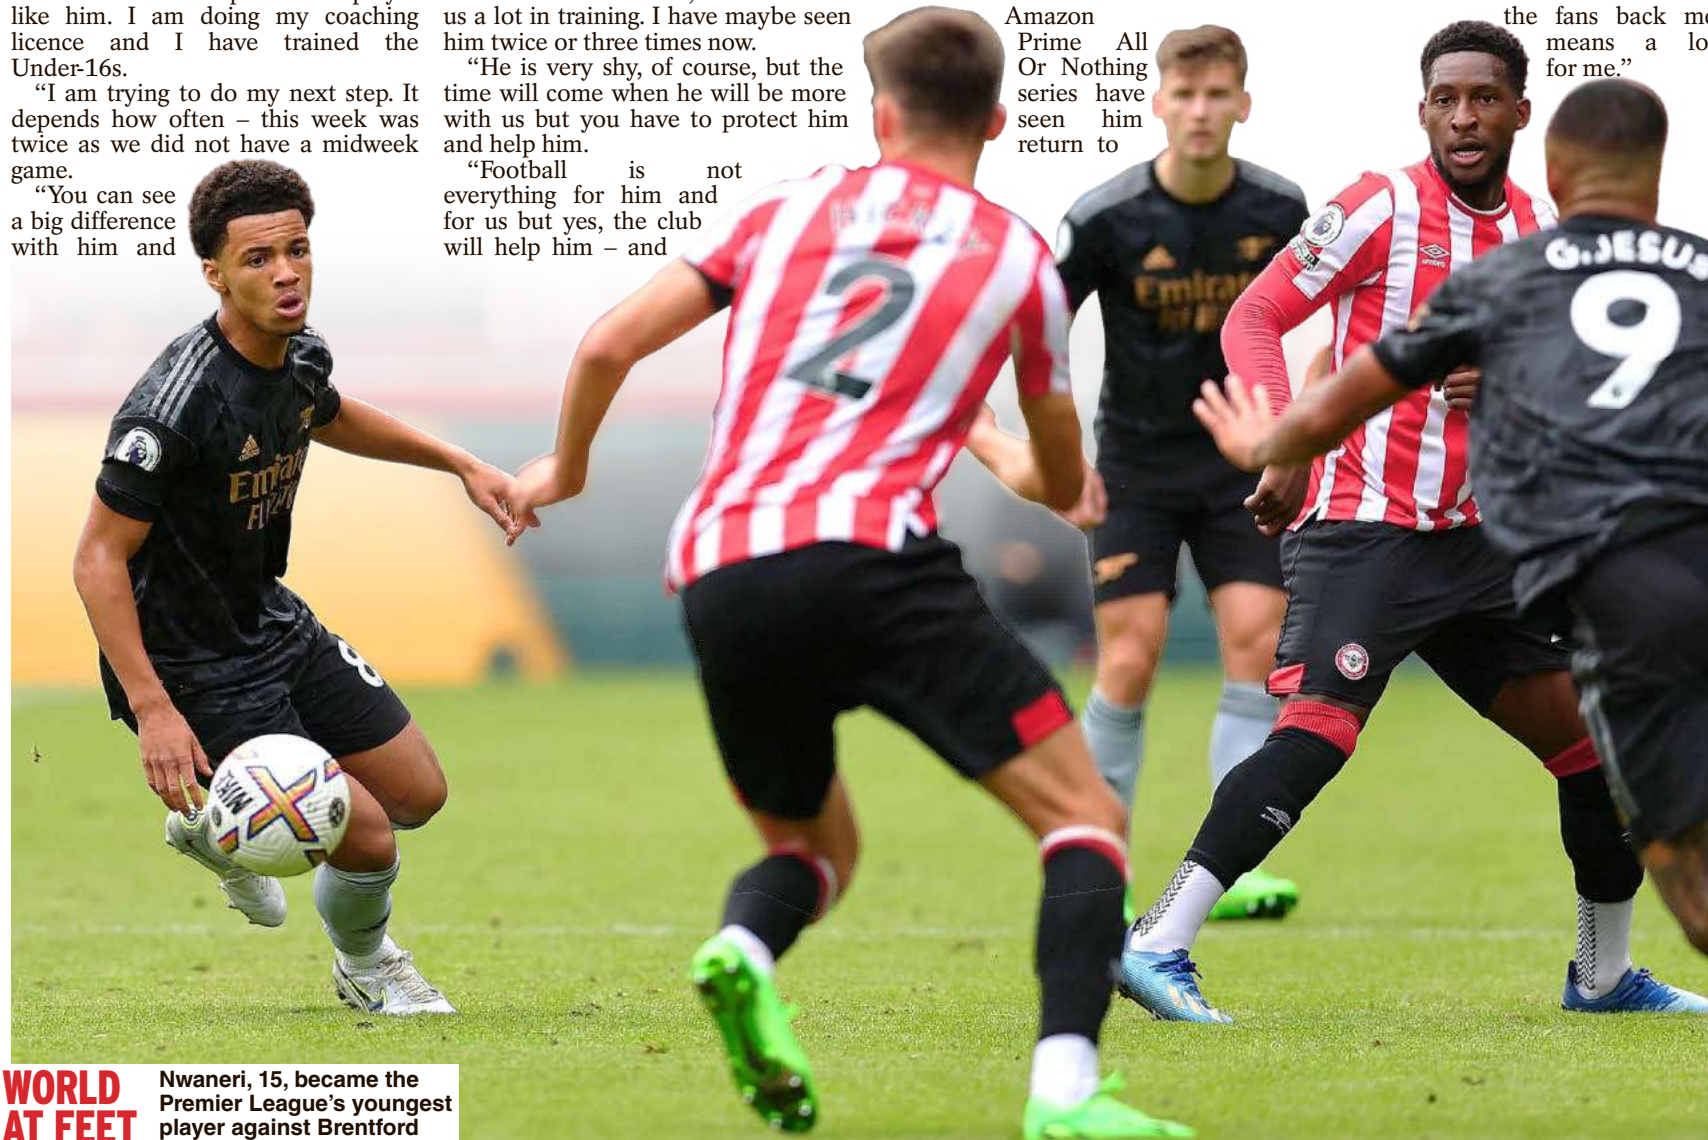 like him. I am doing my coaching
licence and I have trained the
Under-16s.
“I am trying to do my next step. It
depends how often – this week was
twice as we did not have a midweek
game.
“You can see
a big difference
with him and
us a lot in training. I have maybe seen
him twice or three times now.
“He is very shy, of course, but the
time will come when he will be more
with us but you have to protect him
and help him.
“Football is not
everything for him and
for us but yes, the club
will help him – and
Amazon
Prime All
Or Nothing
series have
seen him
return to
the fans back me
means a lo
for me.”
2
Emirate
8
umbro
G.JESUS
9
WORLD
AT FEET
Nwaneri, 15, became the
Premier League’s youngest
player against Brentford